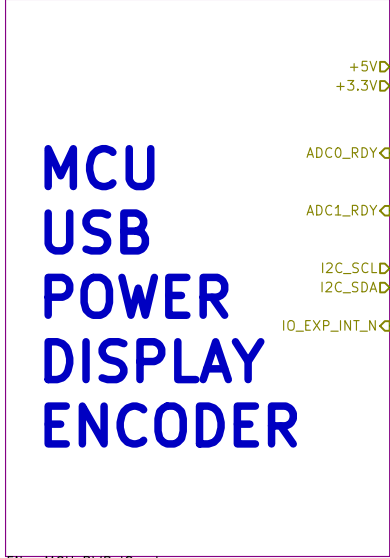 +5V
+3.3V
ADC0_RDY
ADC1_RDY
I2C_SCL
I2C_SDA
IO_EXP_INT_N
MCU
USB
POWER
DISPLAY
ENCODER